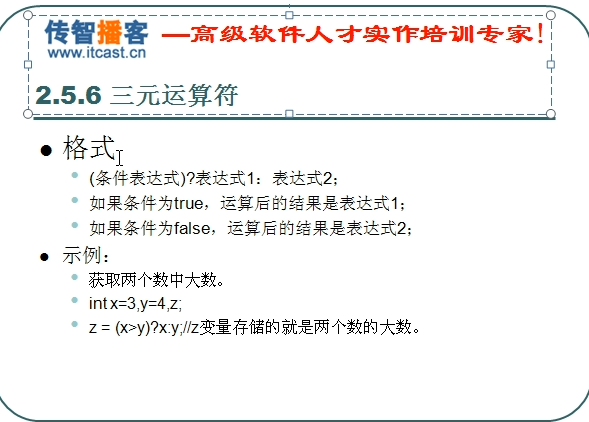 传智播客 —高级软件人才实作培训专家!
www.itcast.cn
2.5.6 三元运算符
● 格式
• (条件表达式)?表达式1：表达式2；
• 如果条件为true，运算后的结果是表达式1；
• 如果条件为false，运算后的结果是表达式2；
● 示例：
• 获取两个数中大数。
• int x=3,y=4,z;
• z = (x>y)?x:y;//z变量存储的就是两个数的大数。